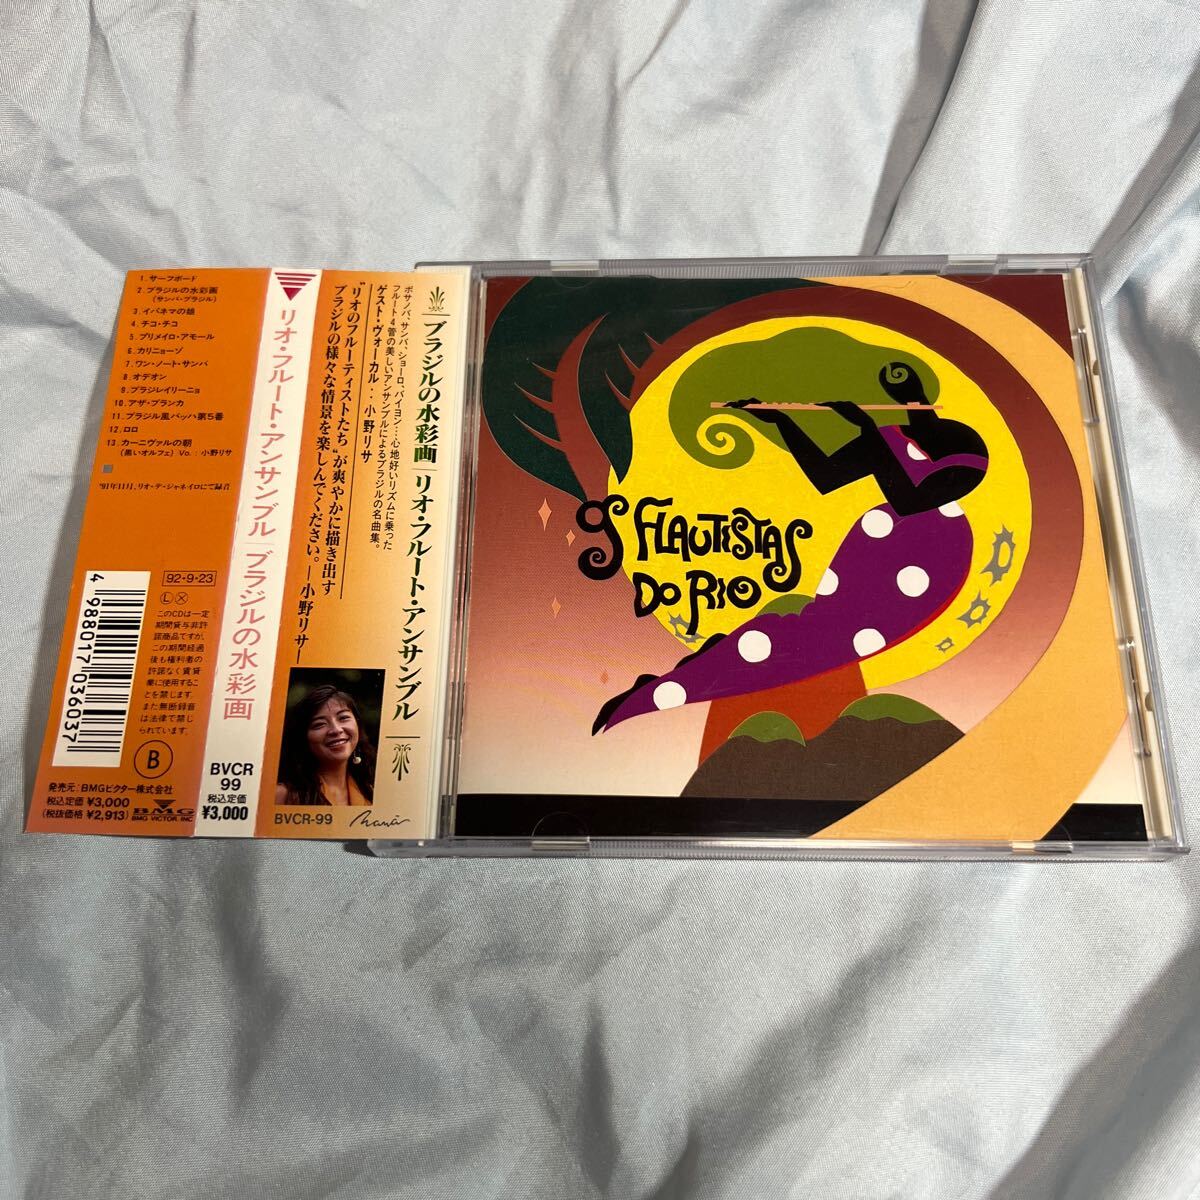 1. サーフボード
2. ブラジルの水彩画
(サンバ・ブラジル)
3. イパネマの娘
4. チコ・チコ
5. プリメイロ・アモール
6. カリニョーゾ
7. ワン・ノート・サンバ
8. オデオン
9. ブラジレイリーニョ
10. アザ・ブランカ
11. ブラジル風バッハ第5番
12. ロロ
13. カーニヴァルの朝
(黒いオルフェ) Vo.：小野リサ
'91年11月、リオ・デ・ジャネイロにて録音
4 988017 036037
92・9・23
このCDは一定
期間貸与非許
諾商品ですが、
この期間経過
後も権利者の
許諾なく賃貸
業に使用するこ
とを禁じます。
また無断録音
は法律で禁じ
られています。
B
発売元：BMGビクター株式会社
(税込定価)¥3,000
(税抜価格 ¥2,913)
BMG
BMG VICTOR, INC
リオ・フルート・アンサンブル ブラジルの水彩画
BVCR
99
税込定価
¥3,000
ブラジルの水彩画 リオ・フルート・アンサンブル
ボサノバ、サンバ、ショーロ、バイヨン…心地好いリズムに乗った
フルート4管の美しいアンサンブルによるブラジルの名曲集。
ゲスト・ヴォーカル：小野リサ
"リオのフルーティストたち"が爽やかに描き出す
ブラジルの様々な情景を楽しんでください。—小野リサ—
BVCR-99
OS FLAUTISTAS
DO RIO